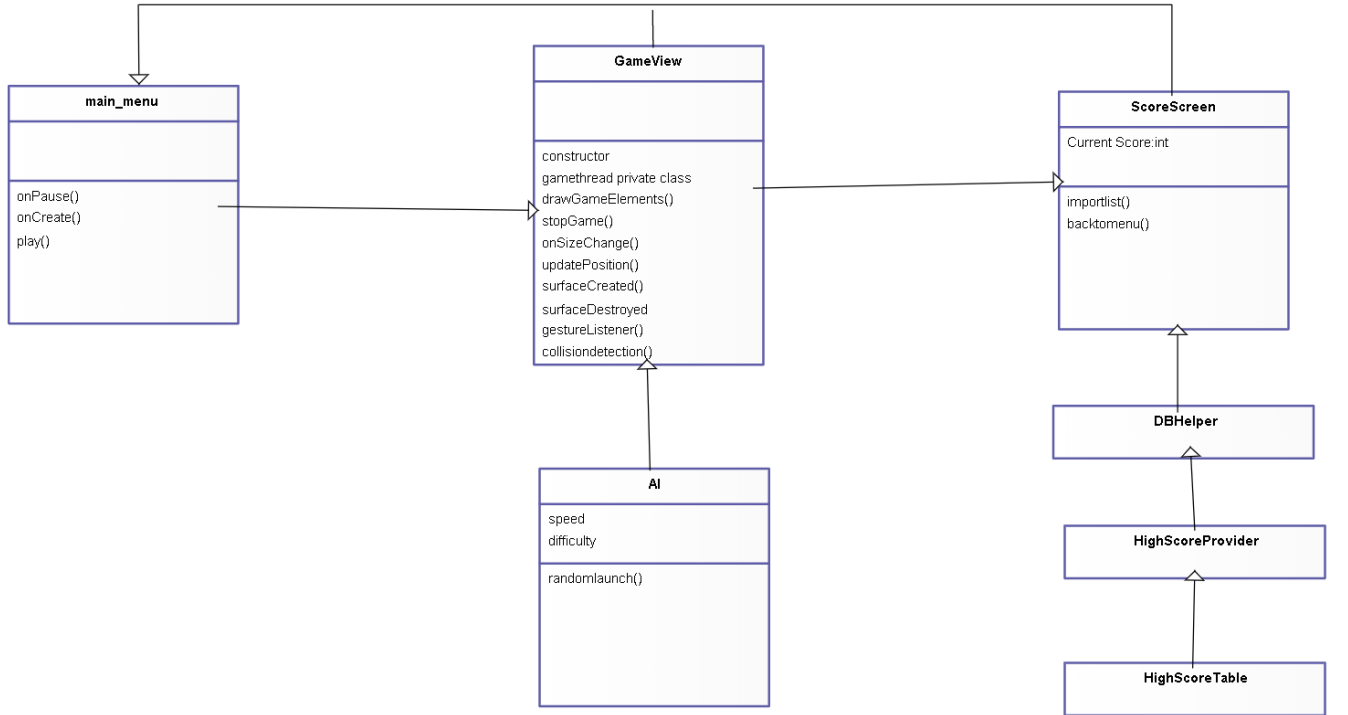 main_menu
onPause()
onCreate()
play()
GameView
constructor
gamethread private class
drawGameElements()
stopGame()
onSizeChange()
updatePosition()
surfaceCreated()
surfaceDestroyed
gestureListener()
collisiondetection()
ScoreScreen
Current Score:int
importlist()
backtomenu()
AI
speed
difficulty
randomlaunch()
DBHelper
HighScoreProvider
HighScoreTable